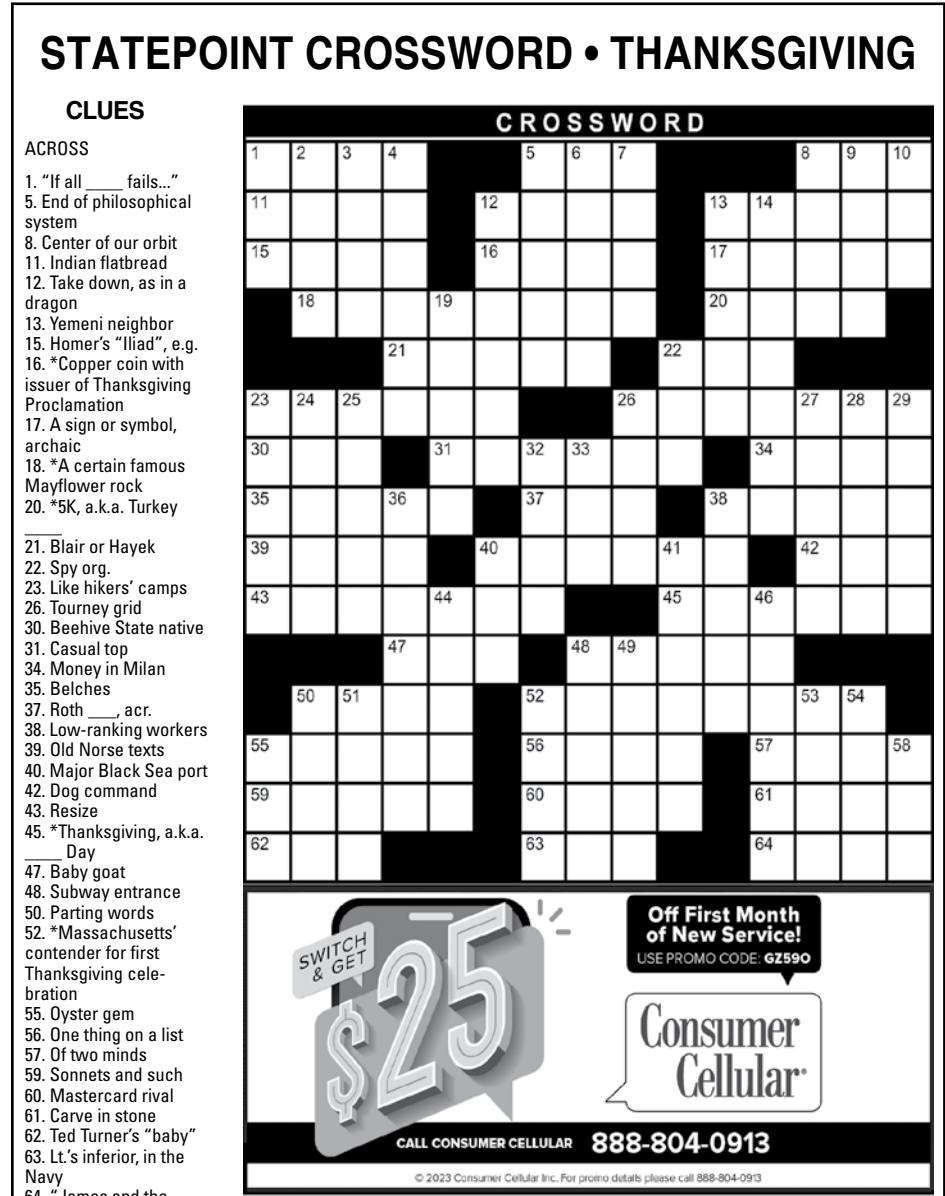 STATEPOINT CROSSWORD • THANKSGIVING
CLUES
ACROSS
1. “If all ____ fails...”
5. End of philosophical
system
8. Center of our orbit
11. Indian flatbread
12. Take down, as in a
dragon
13. Yemeni neighbor
15. Homer’s “Iliad”, e.g.
16. *Copper coin with
issuer of Thanksgiving
Proclamation
17. A sign or symbol,
archaic
18. *A certain famous
Mayflower rock
20. *5K, a.k.a. Turkey
____
21. Blair or Hayek
22. Spy org.
23. Like hikers’ camps
26. Tourney grid
30. Beehive State native
31. Casual top
34. Money in Milan
35. Belches
37. Roth ___, acr.
38. Low-ranking workers
39. Old Norse texts
40. Major Black Sea port
42. Dog command
43. Resize
45. *Thanksgiving, a.k.a.
____ Day
47. Baby goat
48. Subway entrance
50. Parting words
52. *Massachusetts’
contender for first
Thanksgiving cele-
bration
55. Oyster gem
56. One thing on a list
57. Of two minds
59. Sonnets and such
60. Mastercard rival
61. Carve in stone
62. Ted Turner’s “baby”
63. Lt.’s inferior, in the
Navy
64. “James and the
CROSSWORD
1 2 3 4 5 6 7 8 9 10
11 12 13 14
15 16 17
18 19 20
21 22
23 24 25 26 27 28 29
30 31 32 33 34
35 36 37 38
39 40 41 42
43 44 45 46
47 48 49
50 51 52 53 54
55 56 57 58
59 60 61
62 63 64
SWITCH
& GET
$25
Off First Month
of New Service!
USE PROMO CODE: GZ59O
Consumer
Cellular
CALL CONSUMER CELLULAR 888-804-0913
© 2023 Consumer Cellular Inc. For promo details please call 888-804-0913